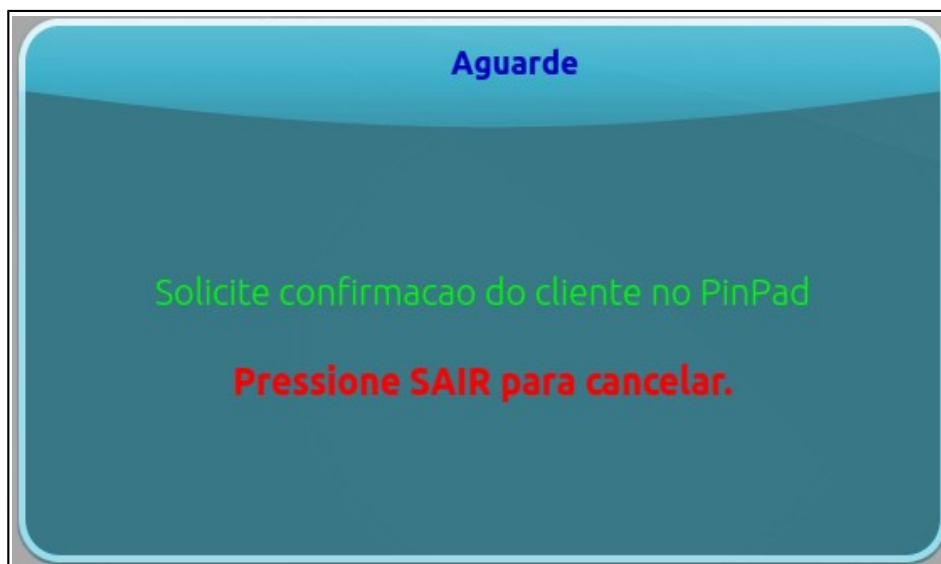 Aguarde
Solicite confirmacao do cliente no PinPad
Pressione SAIR para cancelar.